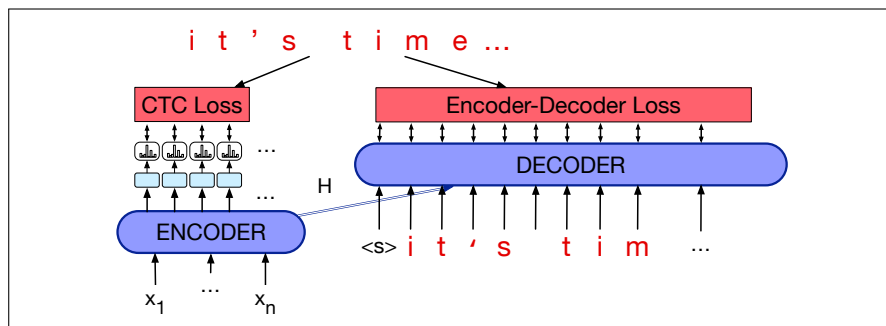 i t ' s t i m e …
CTC Loss
Encoder-Decoder Loss
…
DECODER
H
…
ENCODER
<s> i t ' s t i m …
x1 … xn